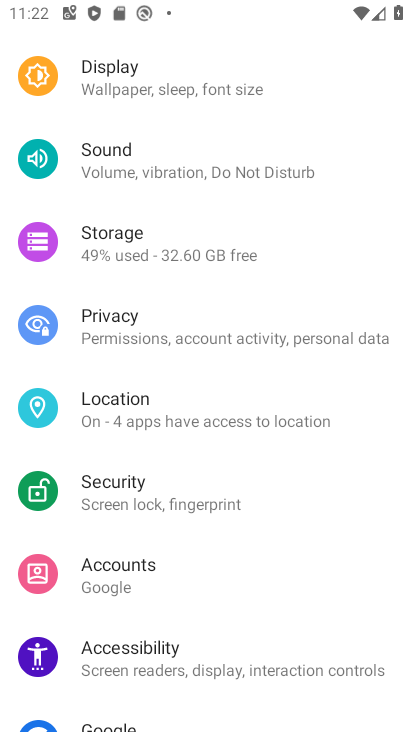 11:22
Display
Wallpaper, sleep, font size
Sound
Volume, vibration, Do Not Disturb
Storage
49% used - 32.60 GB free
Privacy
Permissions, account activity, personal data
Location
On - 4 apps have access to location
Security
Screen lock, fingerprint
Accounts
Google
Accessibility
Screen readers, display, interaction controls
Google